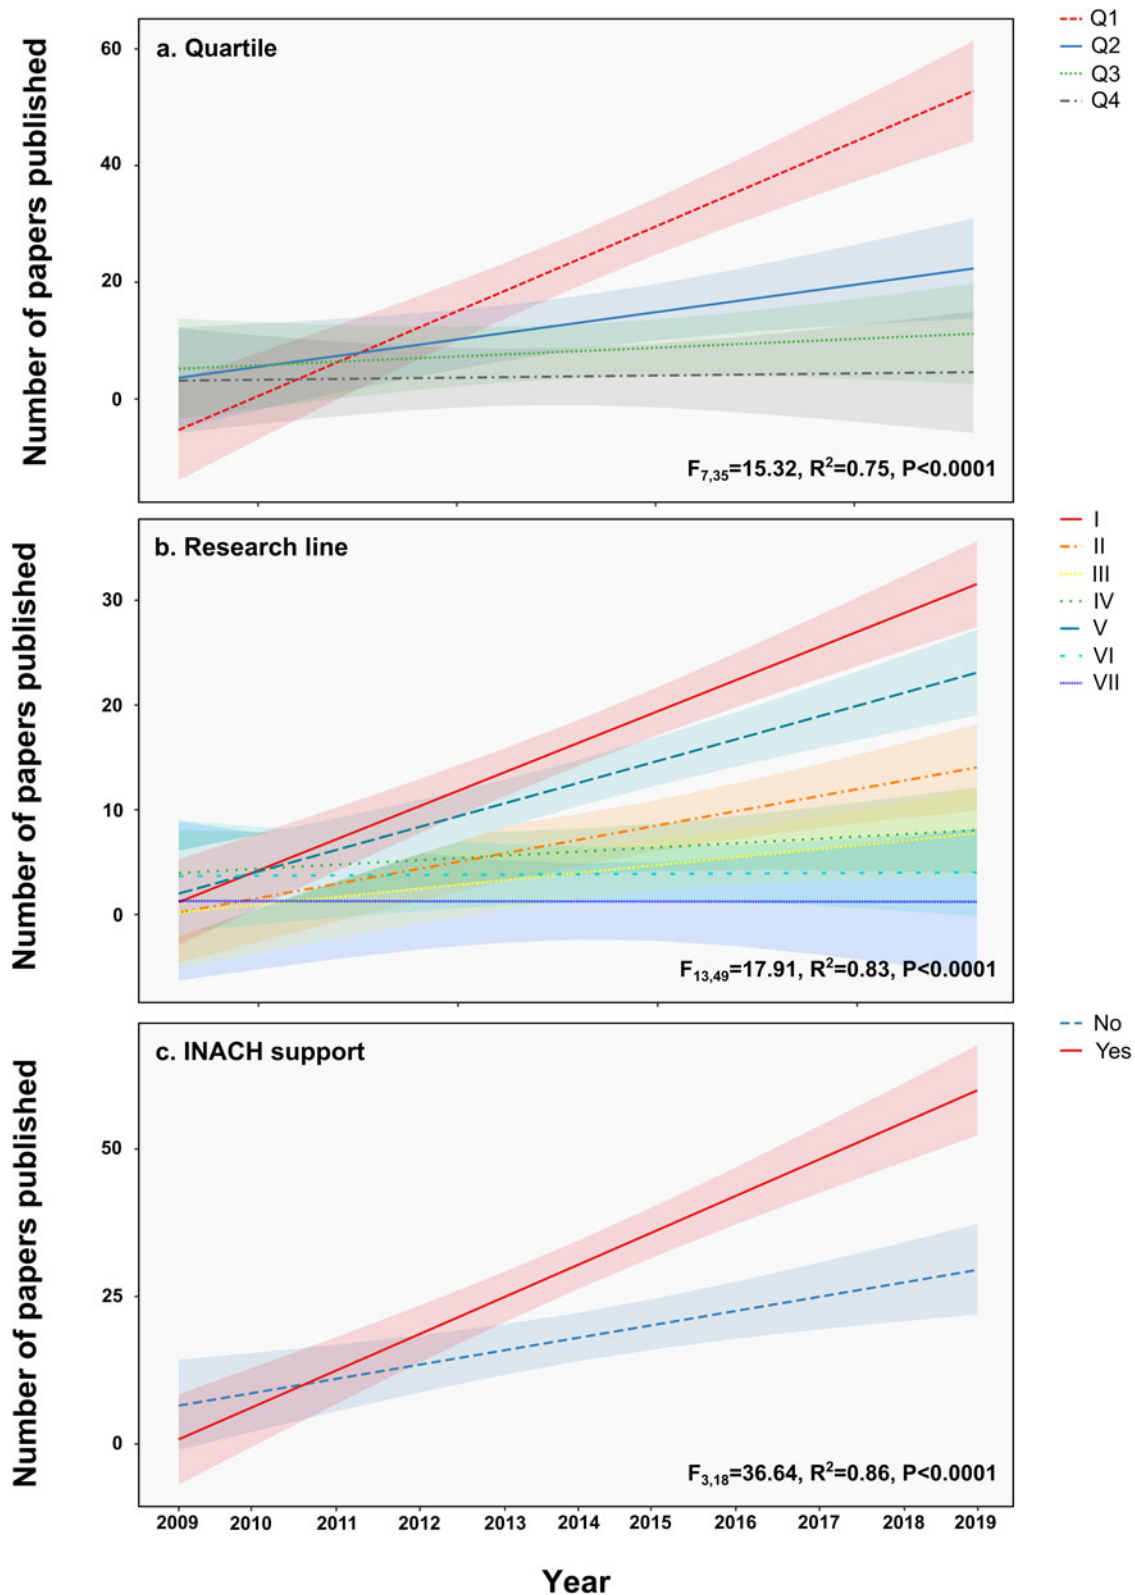 Q1
Q2
Q3
Q4
a. Quartile
60
40
20
0
Number of papers published
F7,35=15.32, R2=0.75, P<0.0001
I
II
III
IV
V
VI
VII
b. Research line
30
20
10
0
Number of papers published
F13,49=17.91, R2=0.83, P<0.0001
No
Yes
c. INACH support
50
25
0
Number of papers published
F3,18=36.64, R2=0.86, P<0.0001
2009 2010 2011 2012 2013 2014 2015 2016 2017 2018 2019
Year